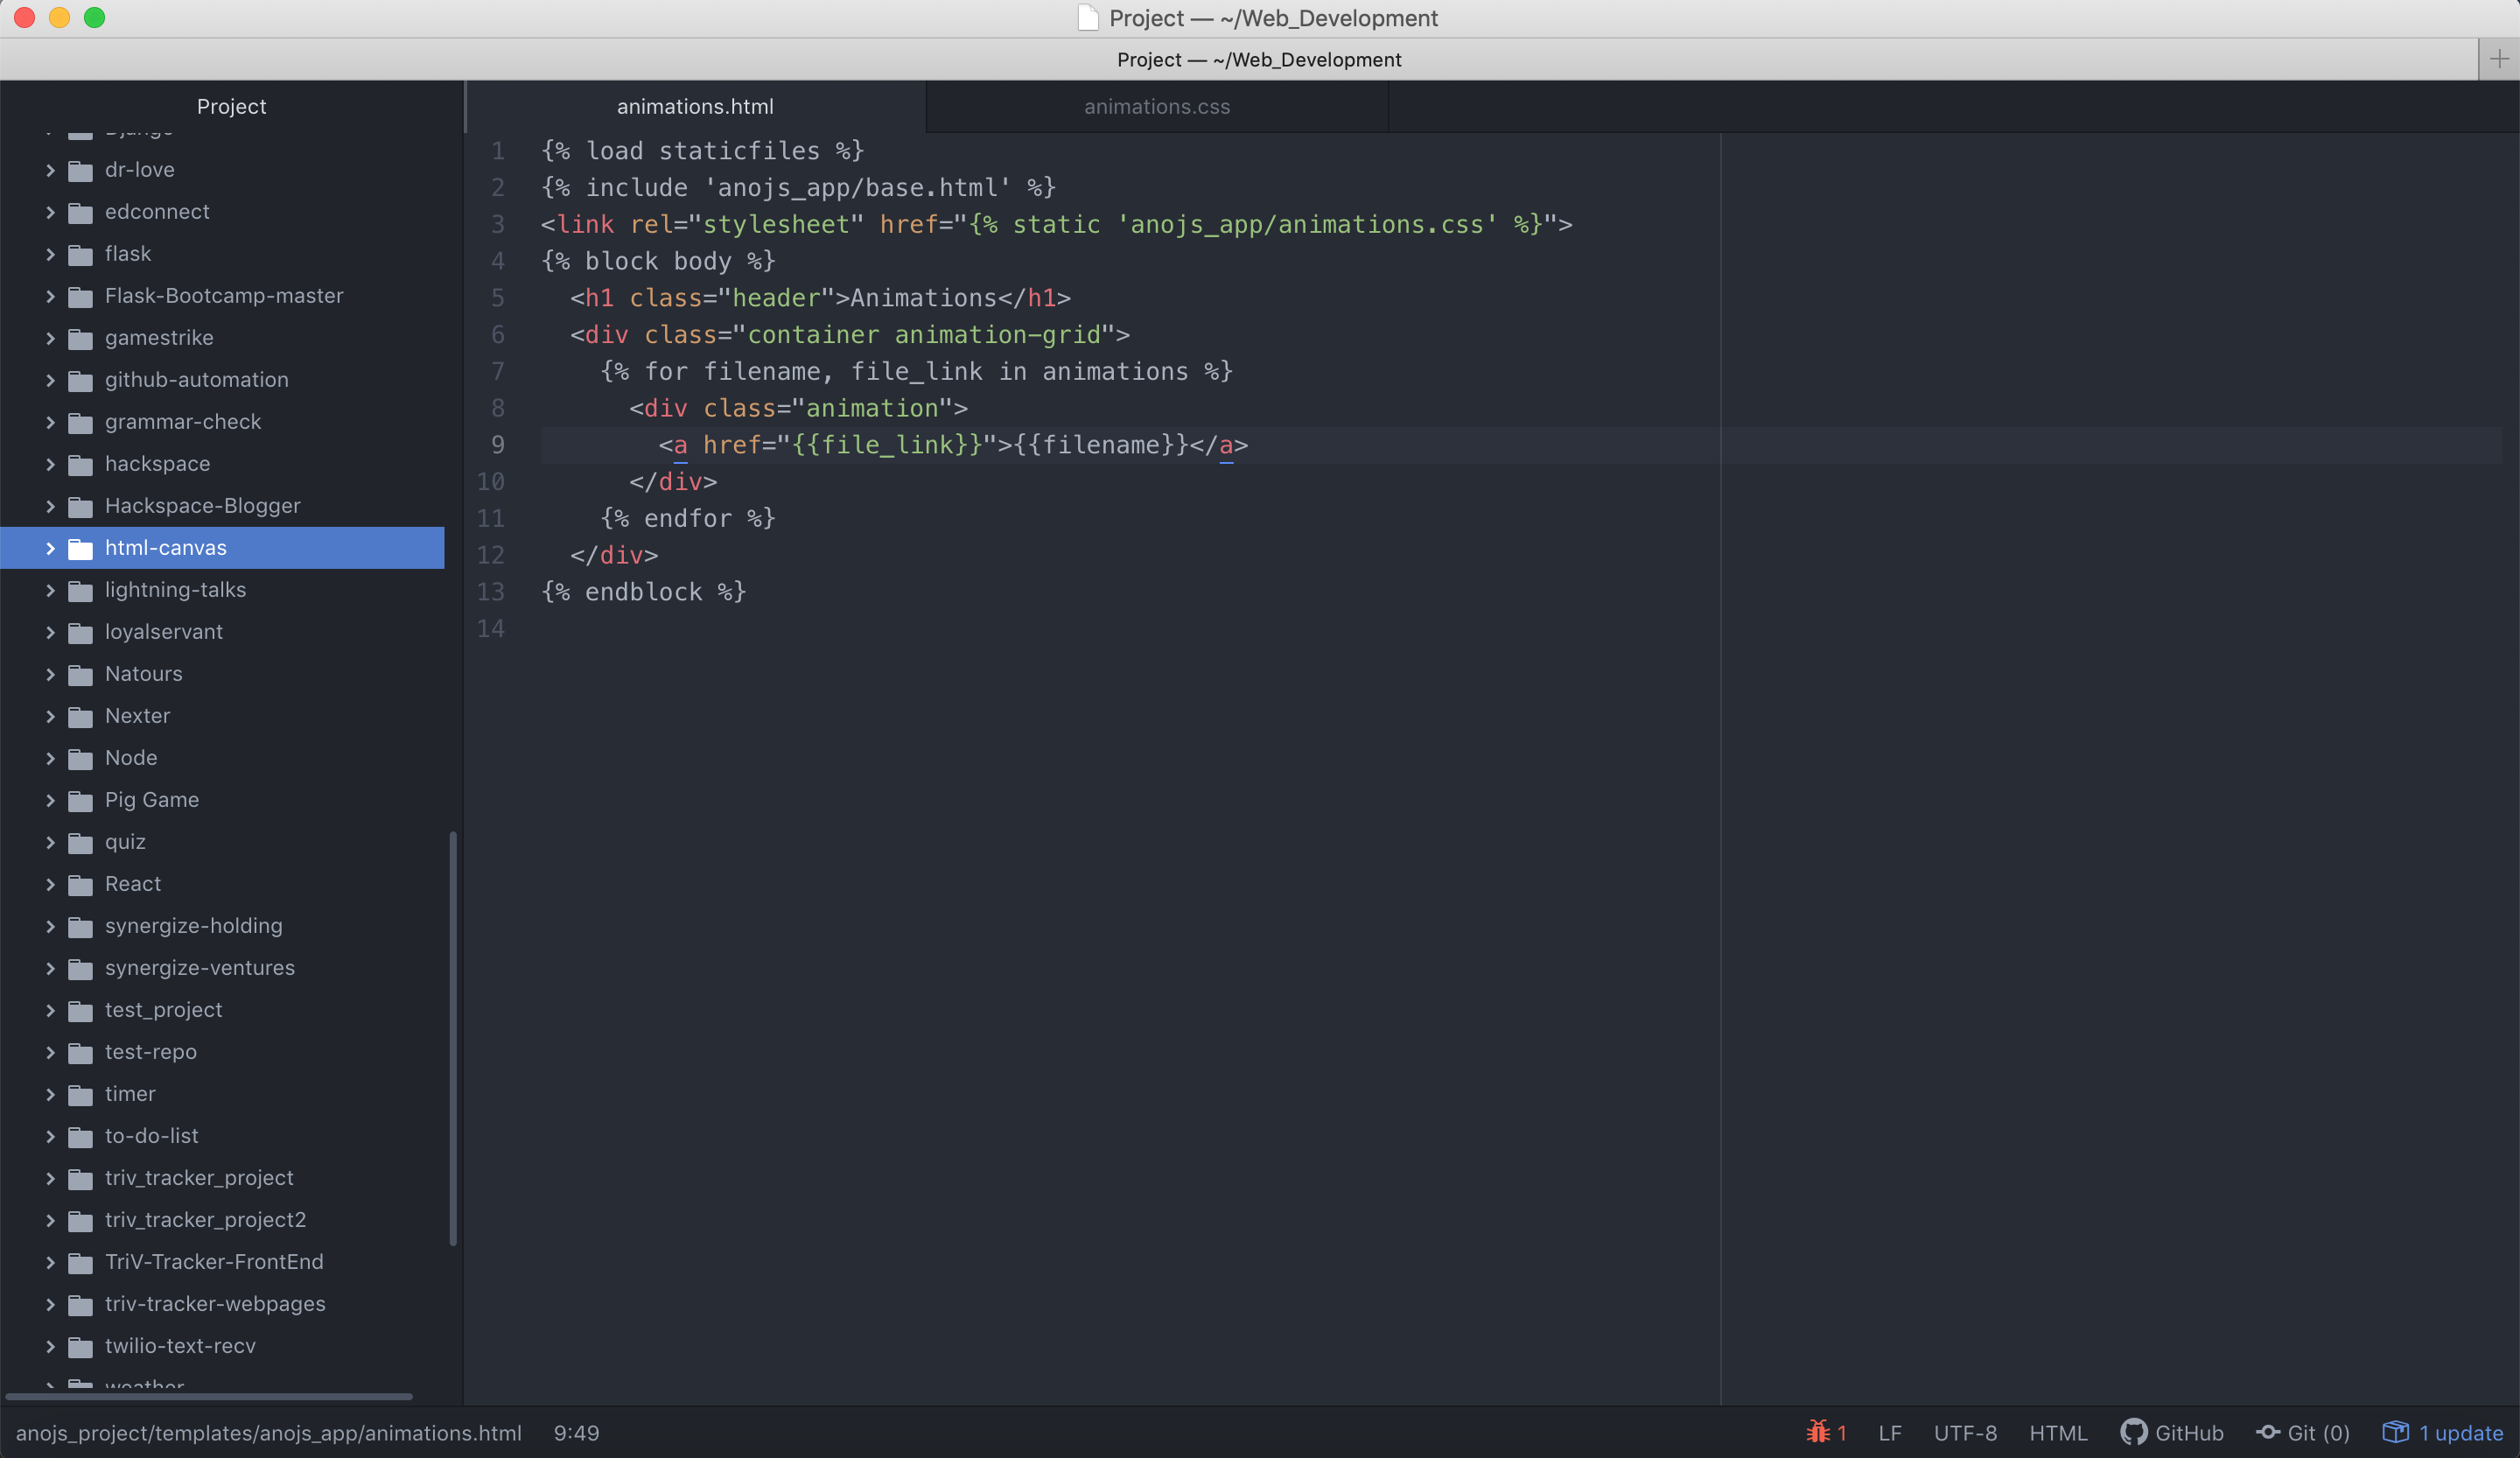 Project — ~/Web_Development
Project — ~/Web_Development
Project
animations.html
animations.css
Django
dr-love
edconnect
flask
Flask-Bootcamp-master
gamestrike
github-automation
grammar-check
hackspace
Hackspace-Blogger
html-canvas
lightning-talks
loyalservant
Natours
Nexter
Node
Pig Game
quiz
React
synergize-holding
synergize-ventures
test_project
test-repo
timer
to-do-list
triv_tracker_project
triv_tracker_project2
TriV-Tracker-FrontEnd
triv-tracker-webpages
twilio-text-recv
weather
1 {% load staticfiles %}
2 {% include 'anojs_app/base.html' %}
3 <link rel="stylesheet" href="{% static 'anojs_app/animations.css' %}">
4 {% block body %}
5 <h1 class="header">Animations</h1>
6 <div class="container animation-grid">
7 {% for filename, file_link in animations %}
8 <div class="animation">
9 <a href="{{file_link}}">{{filename}}</a>
10 </div>
11 {% endfor %}
12 </div>
13 {% endblock %}
14
anojs_project/templates/anojs_app/animations.html 9:49 1 LF UTF-8 HTML GitHub Git (0) 1 update